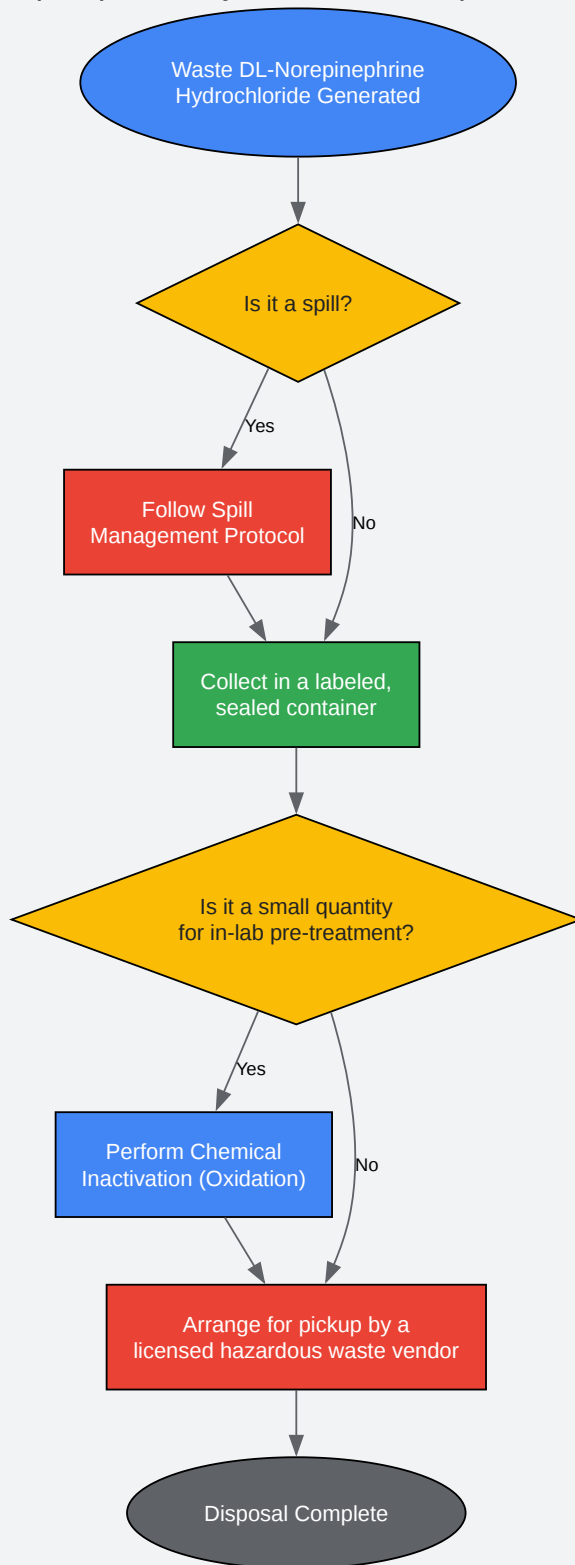 Waste DL-Norepinephrine
Hydrochloride Generated
Is it a spill?
Yes
Follow Spill
Management Protocol
No
Collect in a labeled,
sealed container
Is it a small quantity
for in-lab pre-treatment?
Yes
Perform Chemical
Inactivation (Oxidation)
No
Arrange for pickup by a
licensed hazardous waste vendor
Disposal Complete